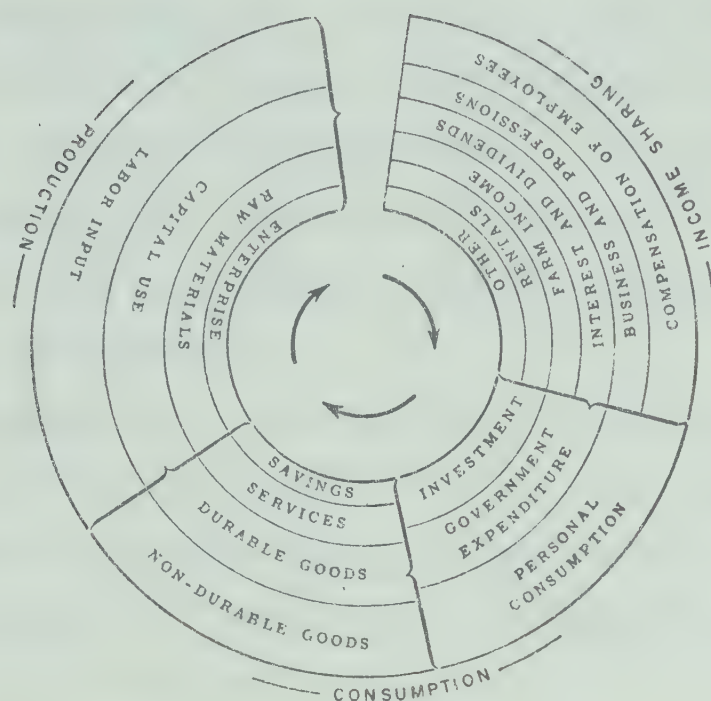 PRODUCTION
LABOR INPUT
CAPITAL USE
RAW MATERIALS
ENTERPRISE
INCOME SHARING
COMPENSATION OF EMPLOYEES
BUSINESS AND PROFESSIONS
INTEREST AND DIVIDENDS
FARM INCOME
RENTALS
OTHER
INVESTMENT
GOVERNMENT
EXPENDITURE
PERSONAL
CONSUMPTION
SAVINGS
SERVICES
DURABLE GOODS
NON-DURABLE GOODS
CONSUMPTION